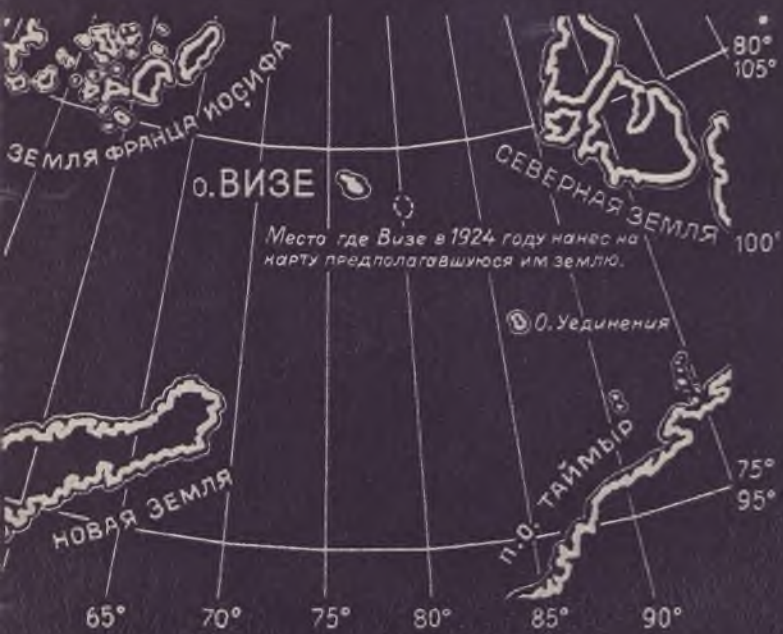 80°
105°
ЗЕМЛЯ ФРАНЦА ИОСИФА
СЕВЕРНАЯ ЗЕМЛЯ
о. ВИЗЕ
Место где Визе в 1924 году нанес на
карту предполагавшуюся им землю.
100°
О. Уединения
НОВАЯ ЗЕМЛЯ
П.О. ТАЙМЫР
75°
95°
65° 70° 75° 80° 85° 90°